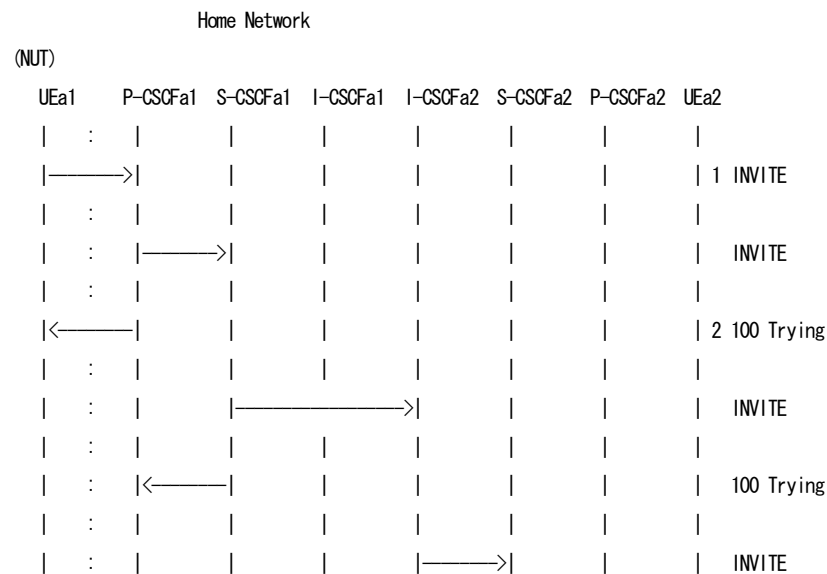 Home Network
(NUT)
UEa1 P-CSCFa1 S-CSCFa1 I-CSCFa1 I-CSCFa2 S-CSCFa2 P-CSCFa2 UEa2
| : | | | | | | |
|------->| | | | | | | 1 INVITE
| : | | | | | | |
| : |------->| | | | | | INVITE
| : | | | | | | |
|<-------| | | | | | | 2 100 Trying
| : | | | | | | |
| : | |---------------->| | | | INVITE
| : | | | | | | |
| : |<-------| | | | | | 100 Trying
| : | | | | | | |
| : | | | |------->| | | INVITE